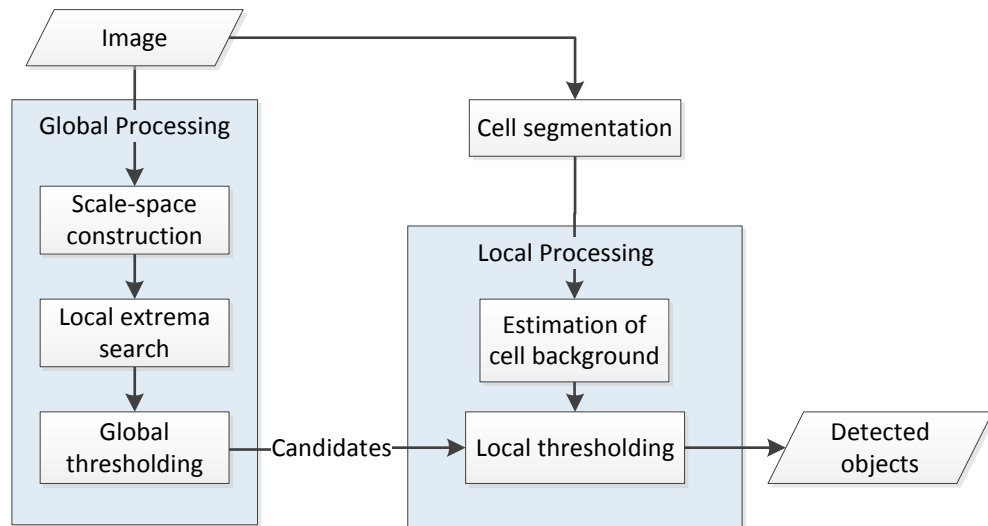 Image
Global Processing
Scale-space
construction
Local extrema
search
Global
thresholding
Candidates
Cell segmentation
Local Processing
Estimation of
cell background
Local thresholding
Detected
objects